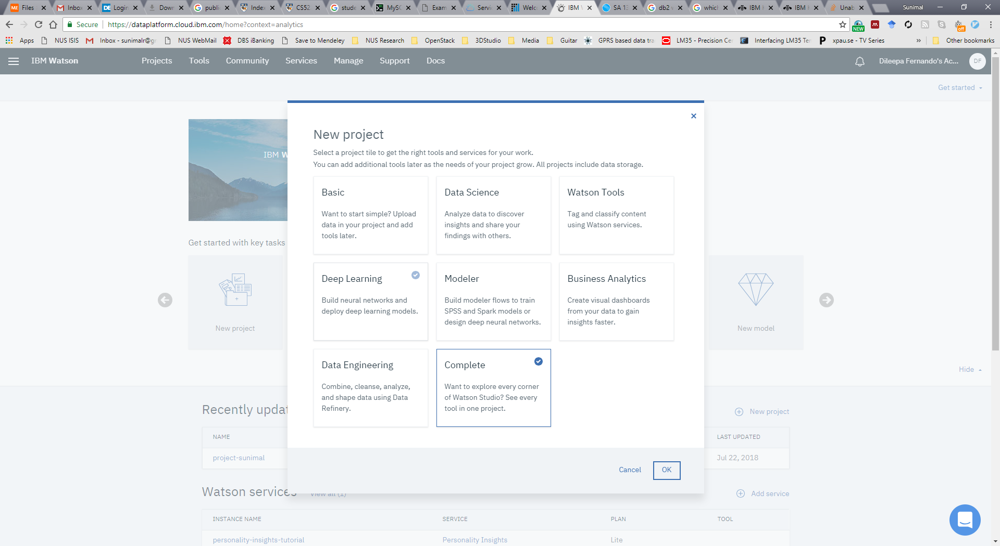 Files
Inbox
DE Login
Down
publi
Index
CS52
stude
MySC
Exam
Servi
Welc
IBM
SA 1
db2
which
IBM
IBM
Unab
Sunimal
Secure
https://dataplatform.cloud.ibm.com/home?context=analytics
NEW
off
Apps
NUS ISIS
Inbox - sunimalr@gr
NUS WebMail
DBS iBanking
Save to Mendeley
NUS Research
OpenStack
3DStudio
Media
Guitar
GPRS based data tra
LM35 - Precision Ce
Interfacing LM35 Te
xpau.se - TV Series
»
Other bookmarks
IBM Watson
Projects
Tools
Community
Services
Manage
Support
Docs
Dileepa Fernando's Ac...
DF
Get started
IBM W
Get started with key tasks
New project
New model
Hide
New project
Select a project tile to get the right tools and services for your work.
You can add additional tools later as the needs of your project grow. All projects include data storage.
Basic
Want to start simple? Upload
data in your project and add
tools later.
Data Science
Analyze data to discover
insights and share your
findings with others.
Watson Tools
Tag and classify content
using Watson services.
Deep Learning
Build neural networks and
deploy deep learning models.
Modeler
Build modeler flows to train
SPSS and Spark models or
design deep neural networks.
Business Analytics
Create visual dashboards
from your data to gain
insights faster.
Data Engineering
Combine, cleanse, analyze,
and shape data using Data
Refinery.
Complete
Want to explore every corner
of Watson Studio? See every
tool in one project.
Cancel
OK
Recently updat
New project
NAME
LAST UPDATED
project-sunimal
Jul 22, 2018
Watson services
View all (1)
Add service
INSTANCE NAME
SERVICE
PLAN
TOOL
personality-insights-tutorial
Personality Insights
Lite